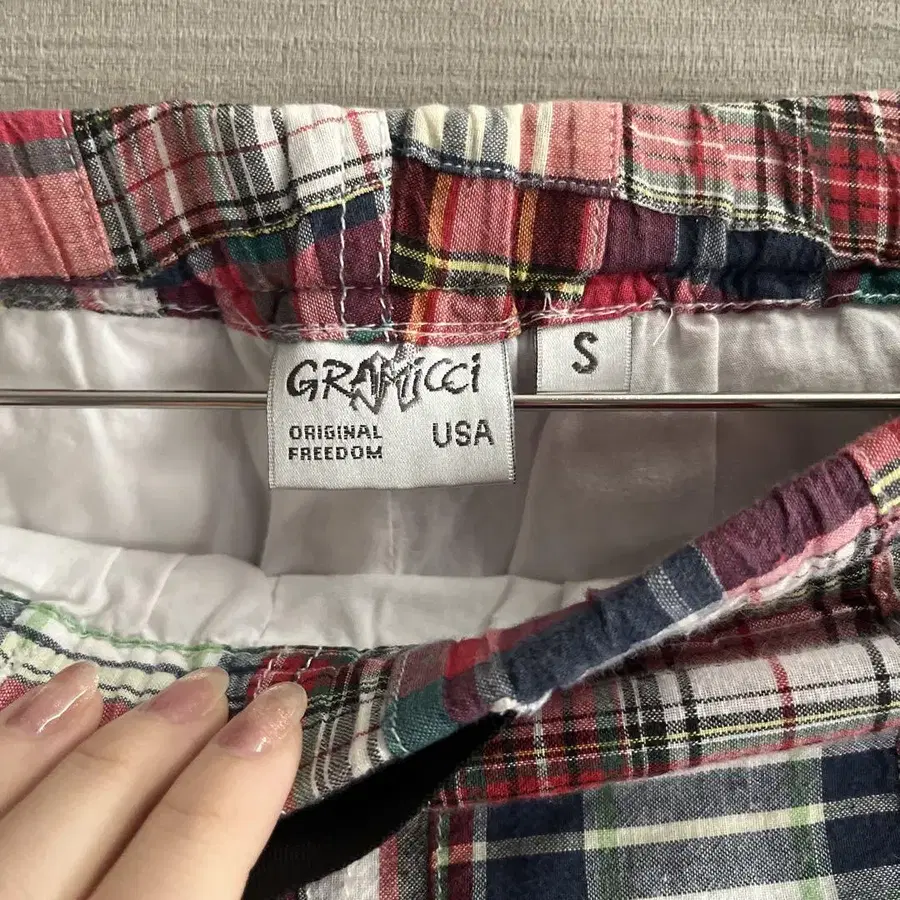 GRAMicci
ORIGINAL
FREEDOM
USA
S